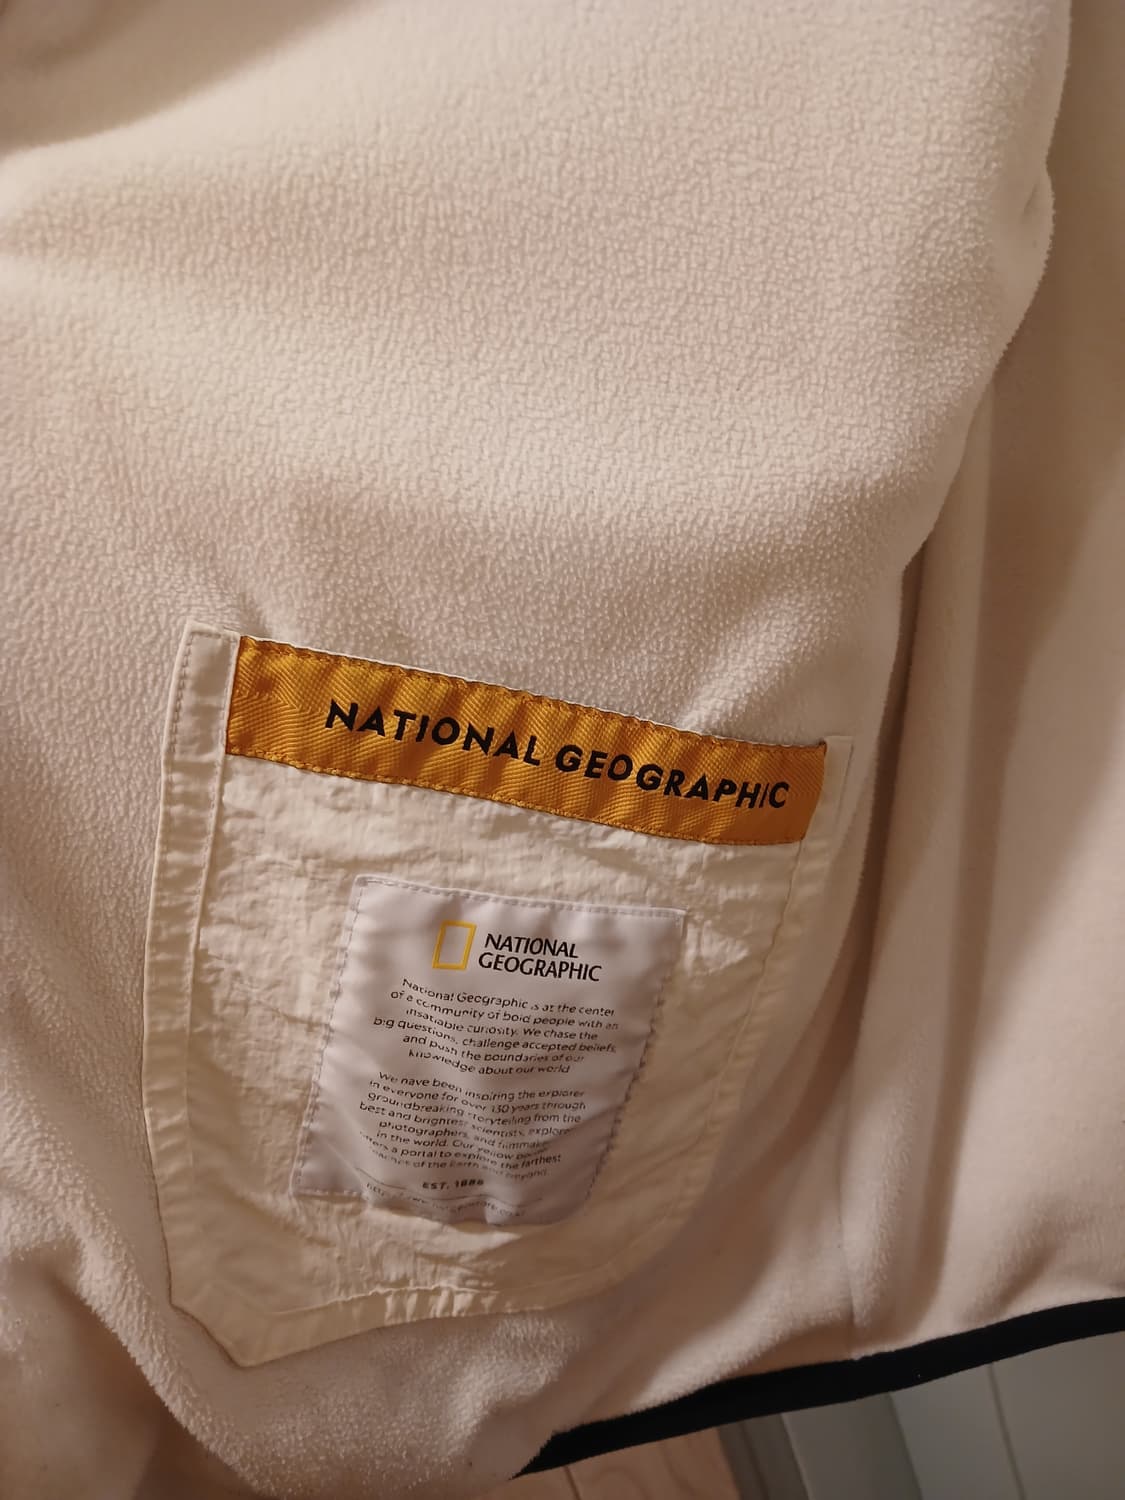 NATIONAL GEOGRAPHIC
NATIONAL
GEOGRAPHIC
National Geographic is at the center
of a community of bold people with an
insatiable curiosity. We chase the
big questions, challenge accepted beliefs,
and push the boundaries of our
knowledge about our world
We have been inspiring the explorer
in everyone for over 130 years through
groundbreaking storytelling from the
best and brightest scientists, explorers
photographers, and filmmakers
in the world. Our yellow border
offers a portal to explore the farthest
reaches of the Earth and beyond
EST. 1888